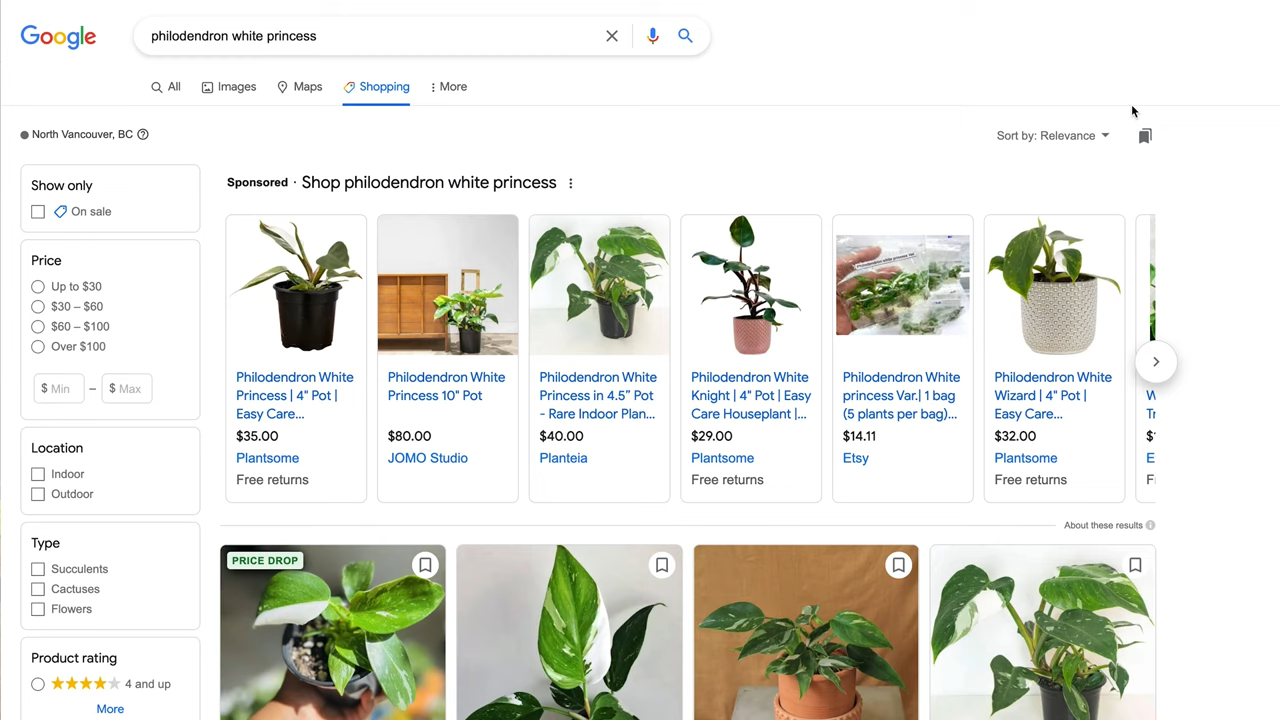 Google
philodendron white princess
All
Images
Maps
Shopping
More
North Vancouver, BC
Sort by: Relevance
Show only
On sale
Price
Up to $30
$30 – $60
$60 – $100
Over $100
$ Min – $ Max
Location
Indoor
Outdoor
Type
Succulents
Cactuses
Flowers
Product rating
4 and up
More
Sponsored · Shop philodendron white princess
Philodendron White
Princess | 4" Pot |
Easy Care...
$35.00
Plantsome
Free returns
Philodendron White
Princess 10" Pot
$80.00
JOMO Studio
Philodendron White
Princess in 4.5” Pot
- Rare Indoor Plan...
$40.00
Planteia
Philodendron White
Knight | 4" Pot | Easy
Care Houseplant |...
$29.00
Plantsome
Free returns
Philodendron white princess Var.
Philodendron White
princess Var.| 1 bag
(5 plants per bag)...
$14.11
Etsy
Philodendron White
Wizard | 4" Pot |
Easy Care...
$32.00
Plantsome
Free returns
About these results
PRICE DROP